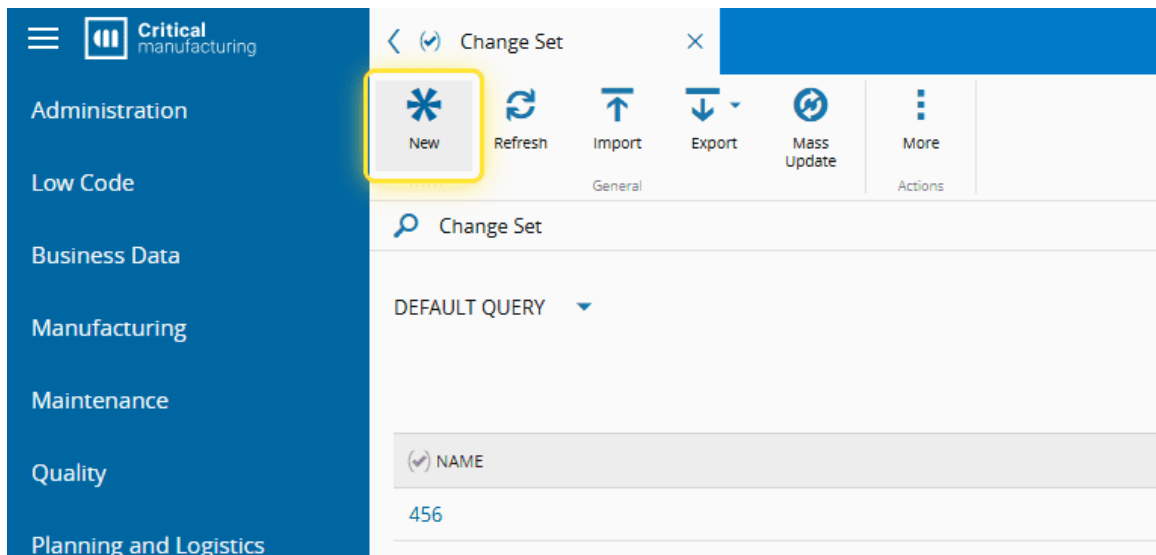 Critical
manufacturing
Change Set
Administration
Low Code
Business Data
Manufacturing
Maintenance
Quality
Planning and Logistics
New
Refresh
Import
Export
Mass
Update
More
General
Actions
Change Set
DEFAULT QUERY
NAME
456